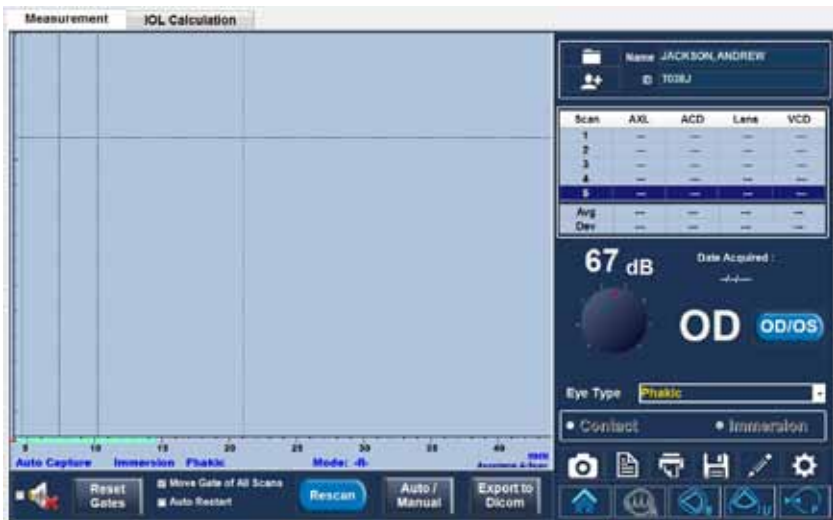 Measurement IOL Calculation
Name JACKSON, ANDREW
ID 7038J
Scan AXL ACD Lens VCD
1 --- --- --- ---
2 --- --- --- ---
3 --- --- --- ---
4 --- --- --- ---
5 --- --- --- ---
Avg --- --- --- ---
Dev --- --- --- ---
67 dB
Date Acquired :
--/--/----
OD OD/OS
Eye Type Phakic
Contact Immersion
5 10 15 20 25 30 35 40 mm
Auto Capture Immersion Phakic Mode: -R-
Reset Gates
Move Gate of All Scans
Auto Restart
Rescan
Auto / Manual
Export to Dicom